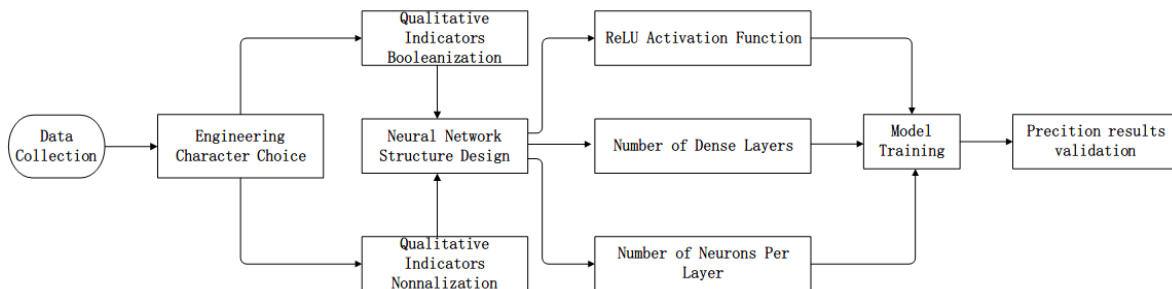 Data
Collection
Engineering
Character Choice
Qualitative
Indicators
Booleanization
Neural Network
Structure Design
Qualitative
Indicators
Nonnalization
ReLU Activation Function
Number of Dense Layers
Number of Neurons Per
Layer
Model
Training
Precition results
validation